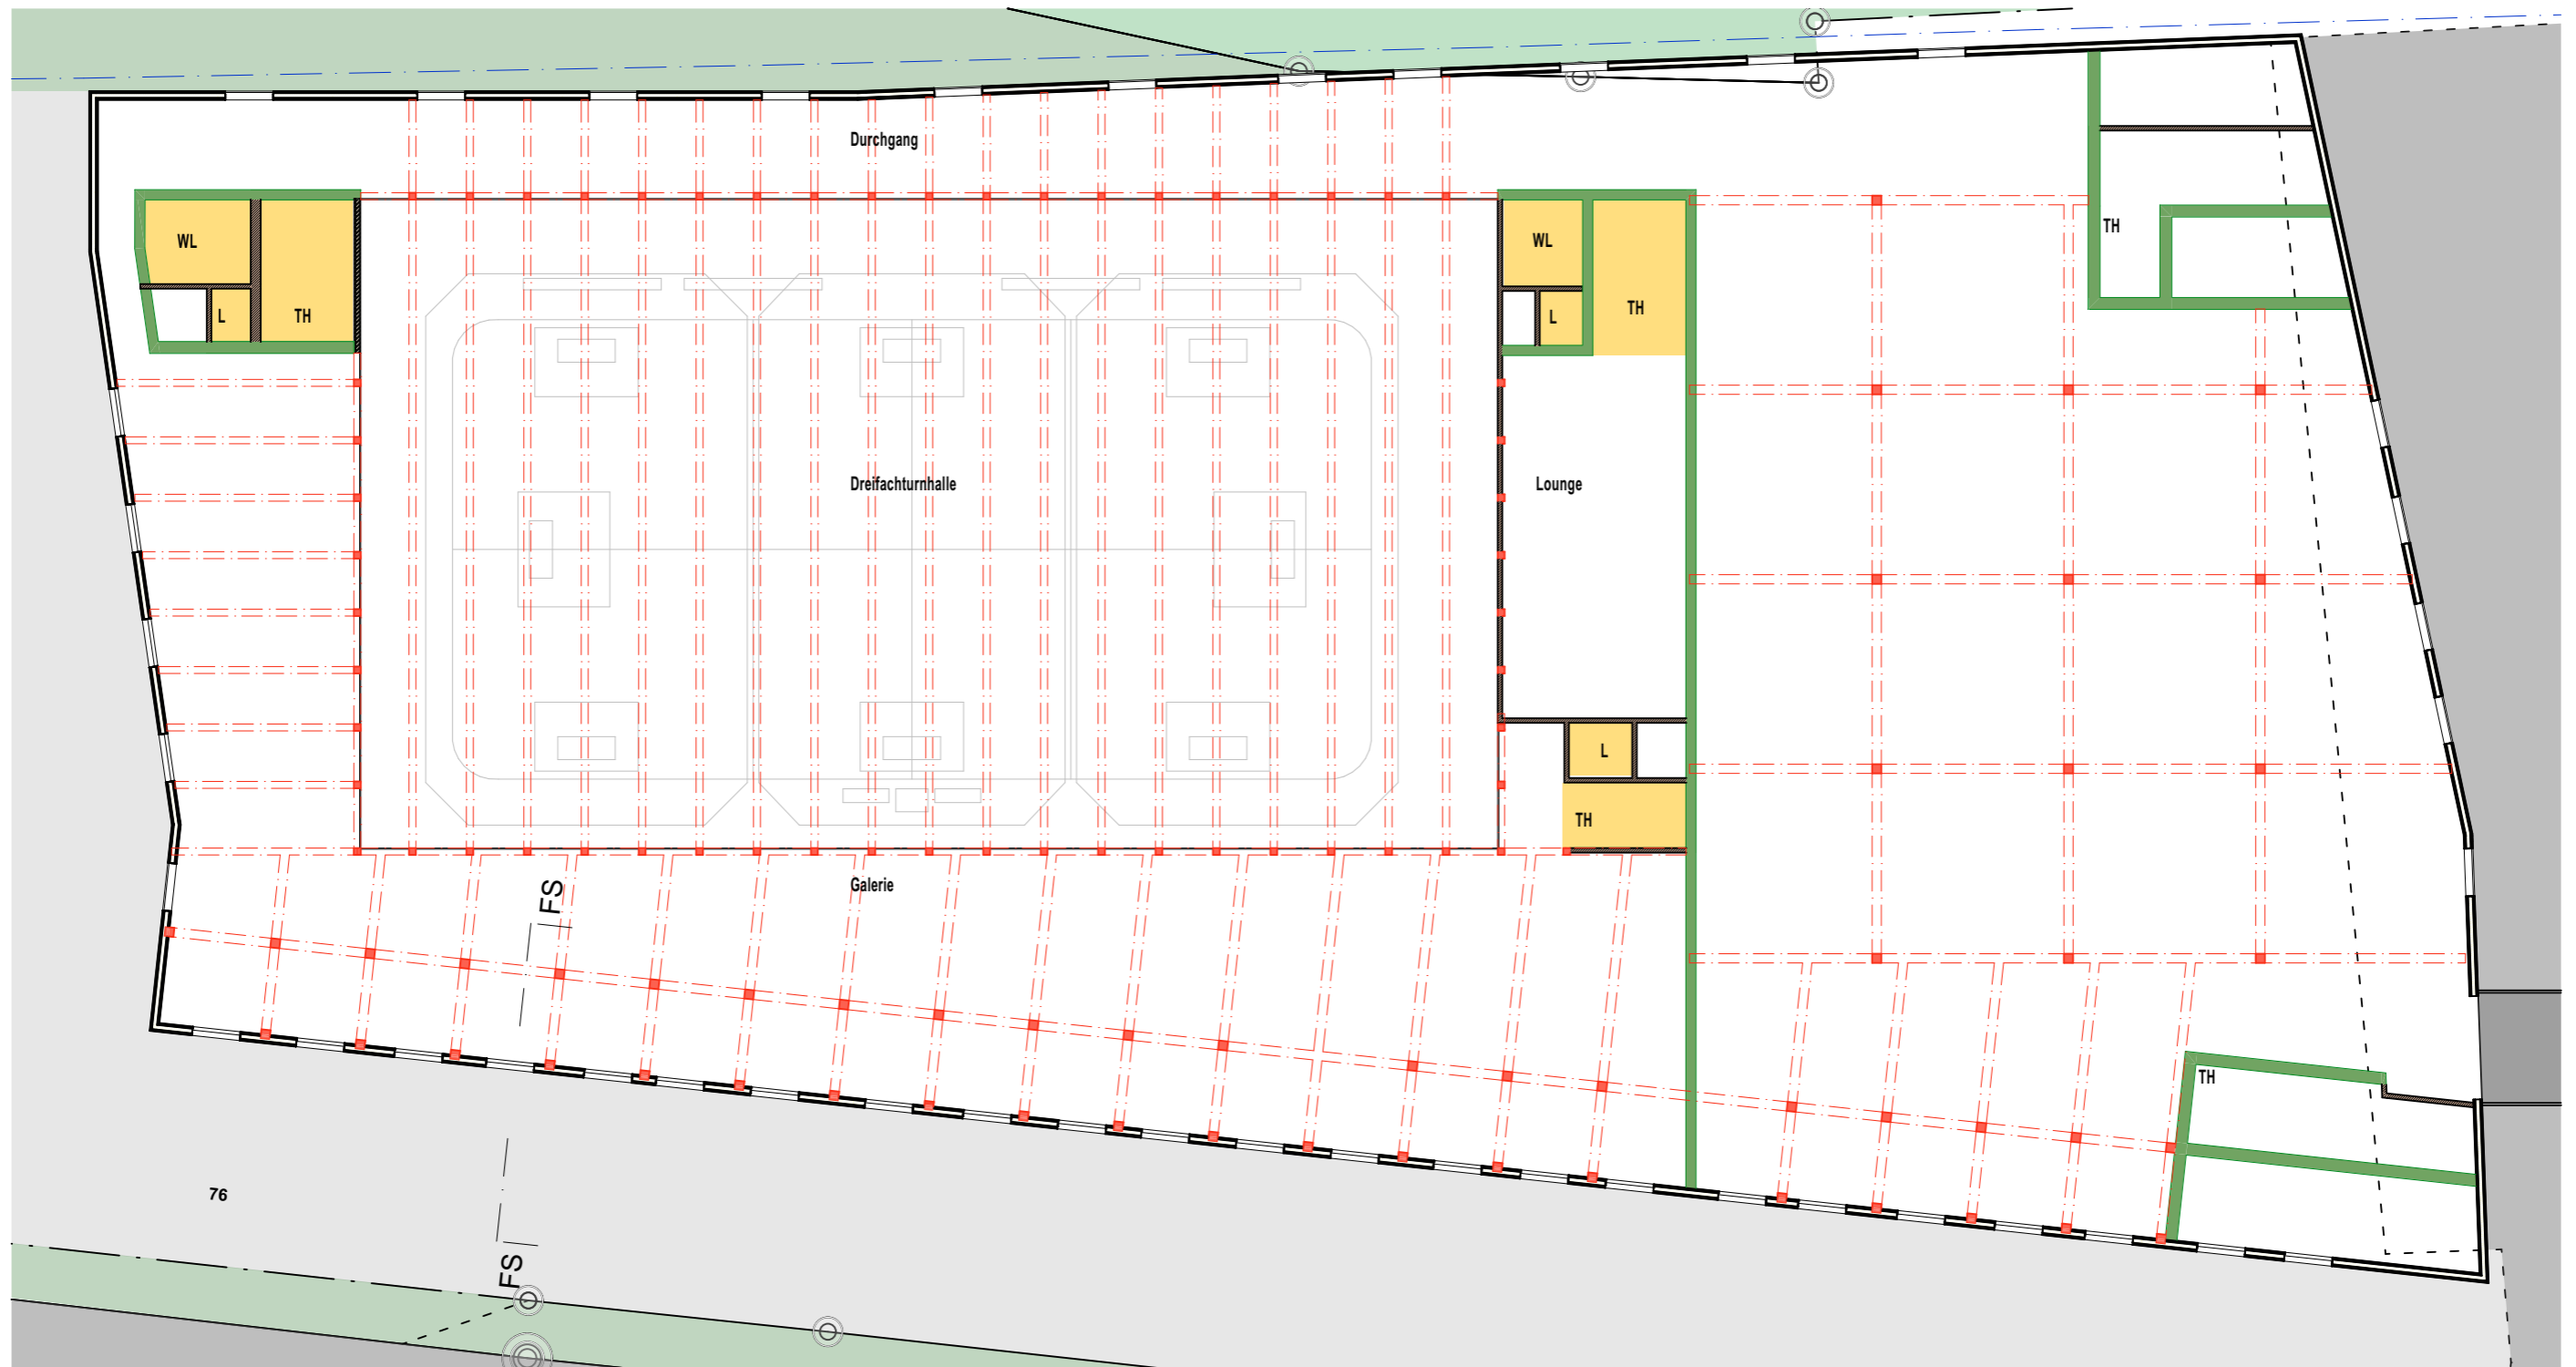 Durchgang
TH
WL
WL
L
TH
L
TH
Dreifachturnhalle
Lounge
L
TH
Galerie
FS
TH
76
FS